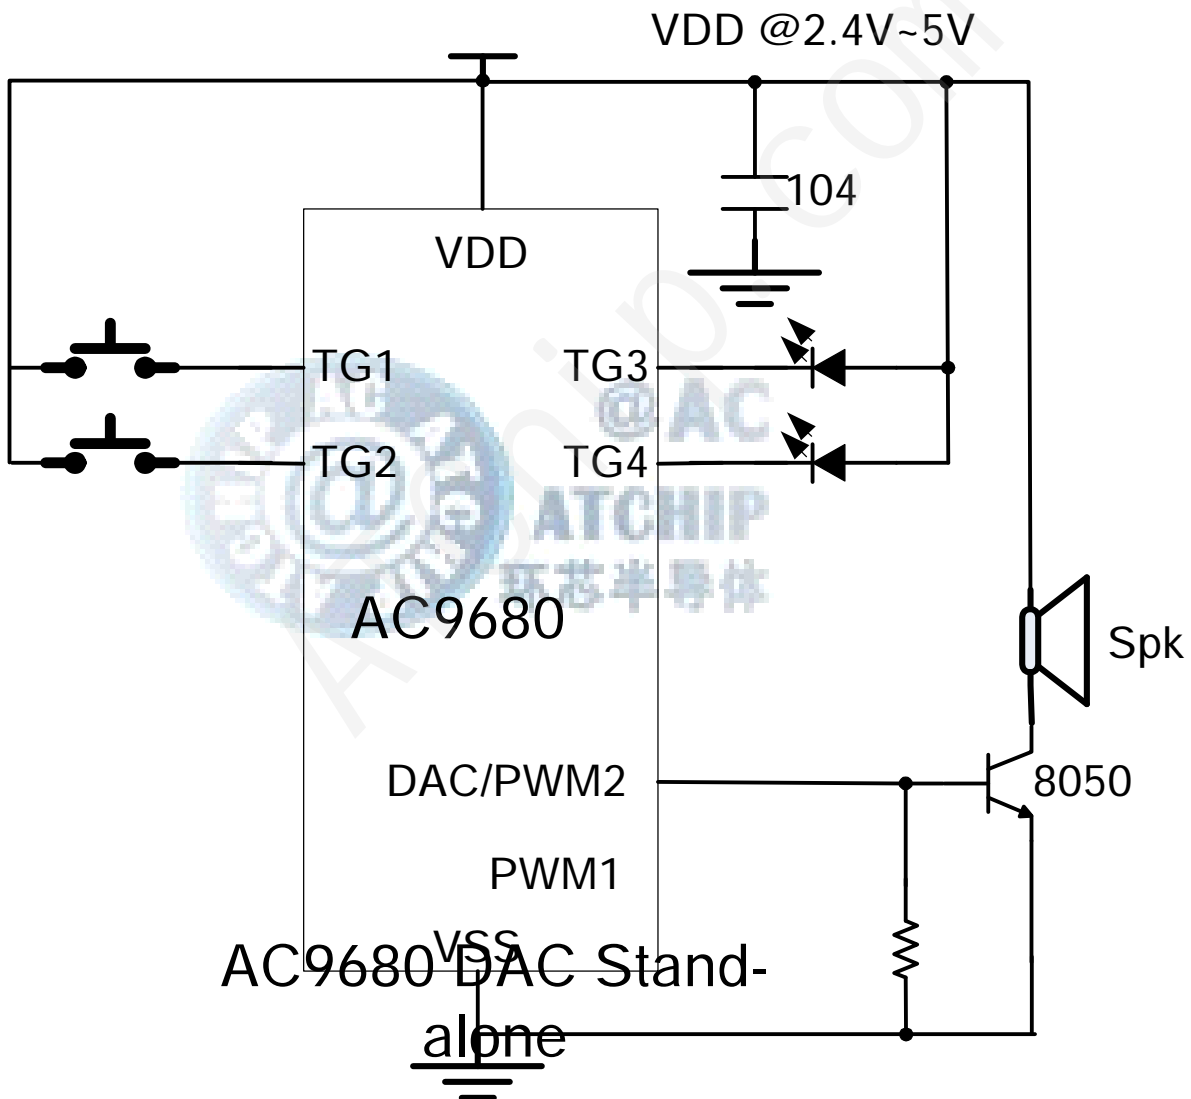 VDD @2.4V~5V
104
VDD
TG1
TG3
TG2
TG4
@AC
ATCHIP
环芯半导体
AC9680
Spk
DAC/PWM2
8050
PWM1
VSS
AC9680 DAC Stand-
alone